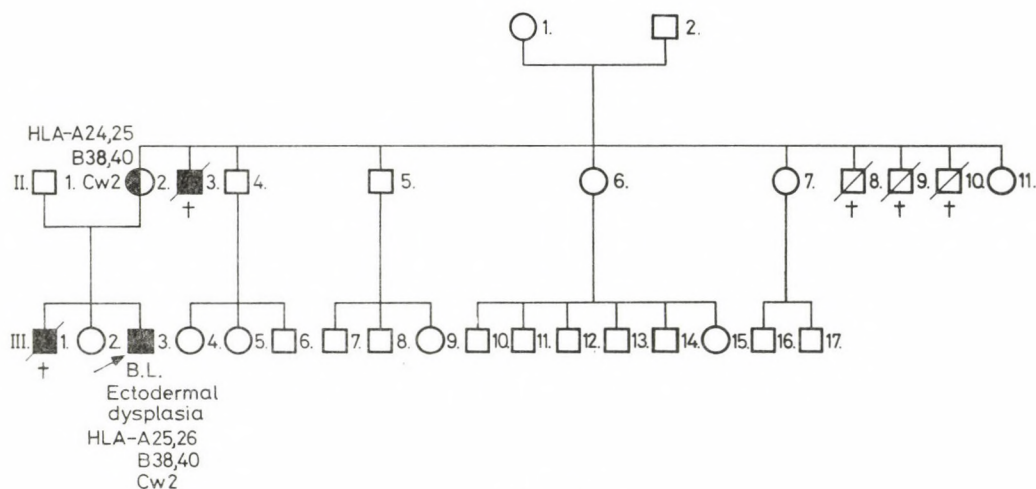 1. 2.
HLA-A24,25
B38,40
II. 1. Cw2 2. 3. 4. 5. 6. 7. 8. 9. 10. 11.
† † † †
III. 1. 2. 3. 4. 5. 6. 7. 8. 9. 10. 11. 12. 13. 14. 15. 16. 17.
† B.L.
Ectodermal
dysplasia
HLA-A25,26
B38,40
Cw2